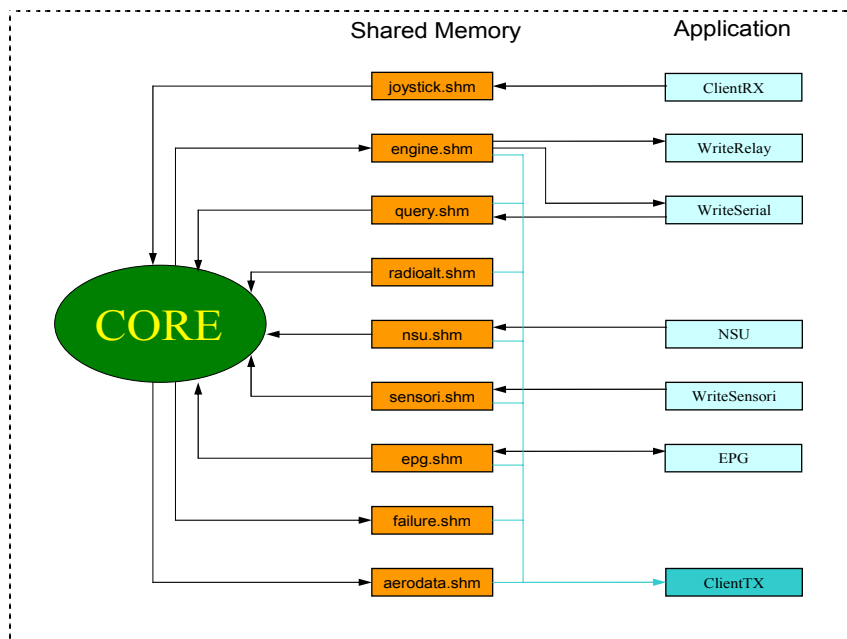 Shared Memory
Application
joystick.shm
ClientRX
engine.shm
WriteRelay
query.shm
WriteSerial
radioalt.shm
CORE
nsu.shm
NSU
sensori.shm
WriteSensori
epg.shm
EPG
failure.shm
aerodata.shm
ClientTX